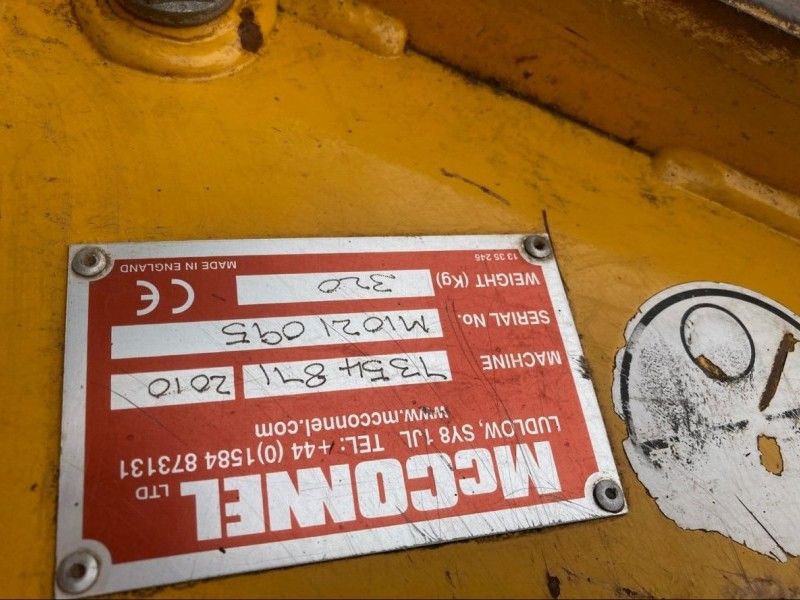 McCONNEL LTD
LUDLOW, SY8 1JL TEL: +44 (0)1584 873131
www.mcconnel.com
MACHINE 7354 871 2010
SERIAL No. M1021095
WEIGHT (Kg) 320 CE
13 35 246 MADE IN ENGLAND